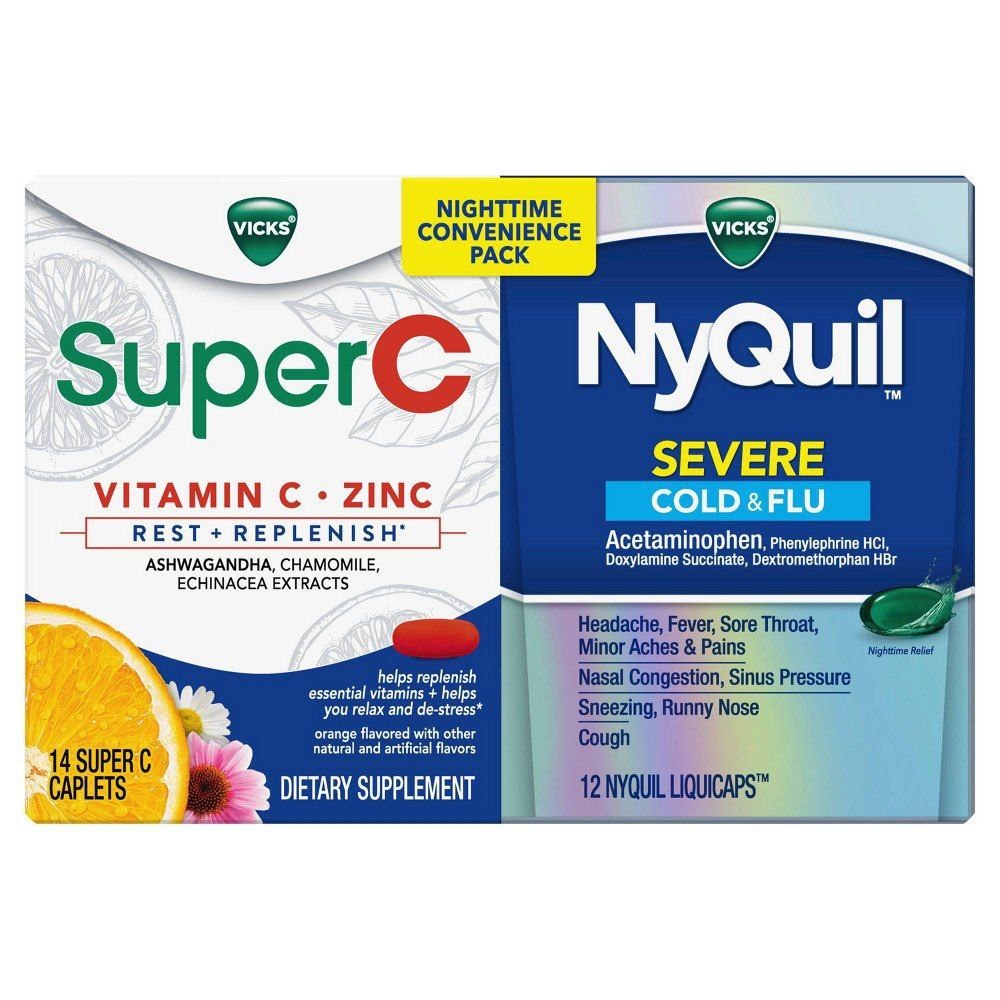 NIGHTTIME
CONVENIENCE
PACK
VICKS®
SuperC
VITAMIN C • ZINC
REST + REPLENISH*
ASHWAGANDHA, CHAMOMILE,
ECHINACEA EXTRACTS
helps replenish
essential vitamins + helps
you relax and de-stress*
orange flavored with other
natural and artificial flavors
14 SUPER C
CAPLETS
DIETARY SUPPLEMENT
VICKS®
NyQuil™
SEVERE
COLD & FLU
Acetaminophen, Phenylephrine HCl,
Doxylamine Succinate, Dextromethorphan HBr
Headache, Fever, Sore Throat,
Minor Aches & Pains
Nasal Congestion, Sinus Pressure
Sneezing, Runny Nose
Cough
Nighttime Relief
12 NYQUIL LIQUICAPS™